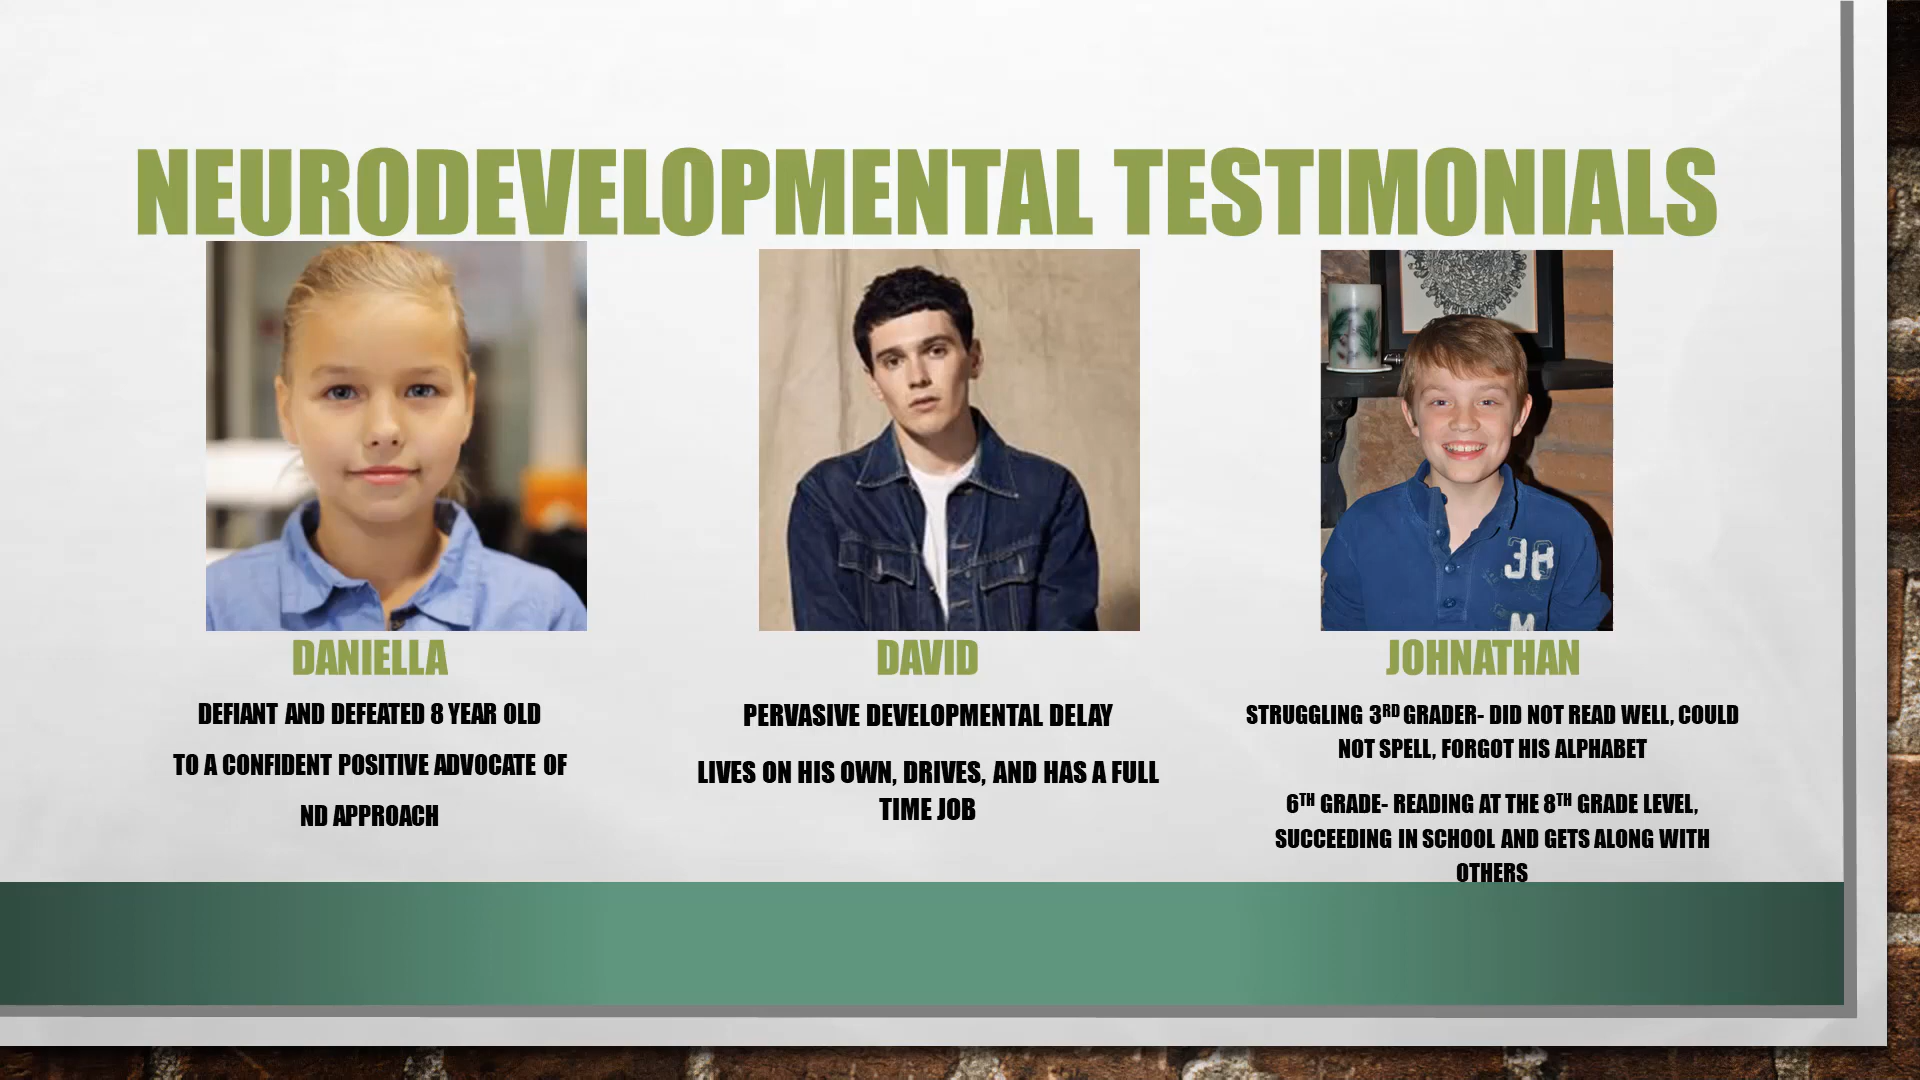 NEURODEVELOPMENTAL TESTIMONIALS
DANIELLA
DEFIANT AND DEFEATED 8 YEAR OLD
TO A CONFIDENT POSITIVE ADVOCATE OF
ND APPROACH
DAVID
PERVASIVE DEVELOPMENTAL DELAY
LIVES ON HIS OWN, DRIVES, AND HAS A FULL
TIME JOB
JOHNATHAN
STRUGGLING 3RD GRADER- DID NOT READ WELL, COULD
NOT SPELL, FORGOT HIS ALPHABET
6TH GRADE- READING AT THE 8TH GRADE LEVEL,
SUCCEEDING IN SCHOOL AND GETS ALONG WITH
OTHERS
38
M